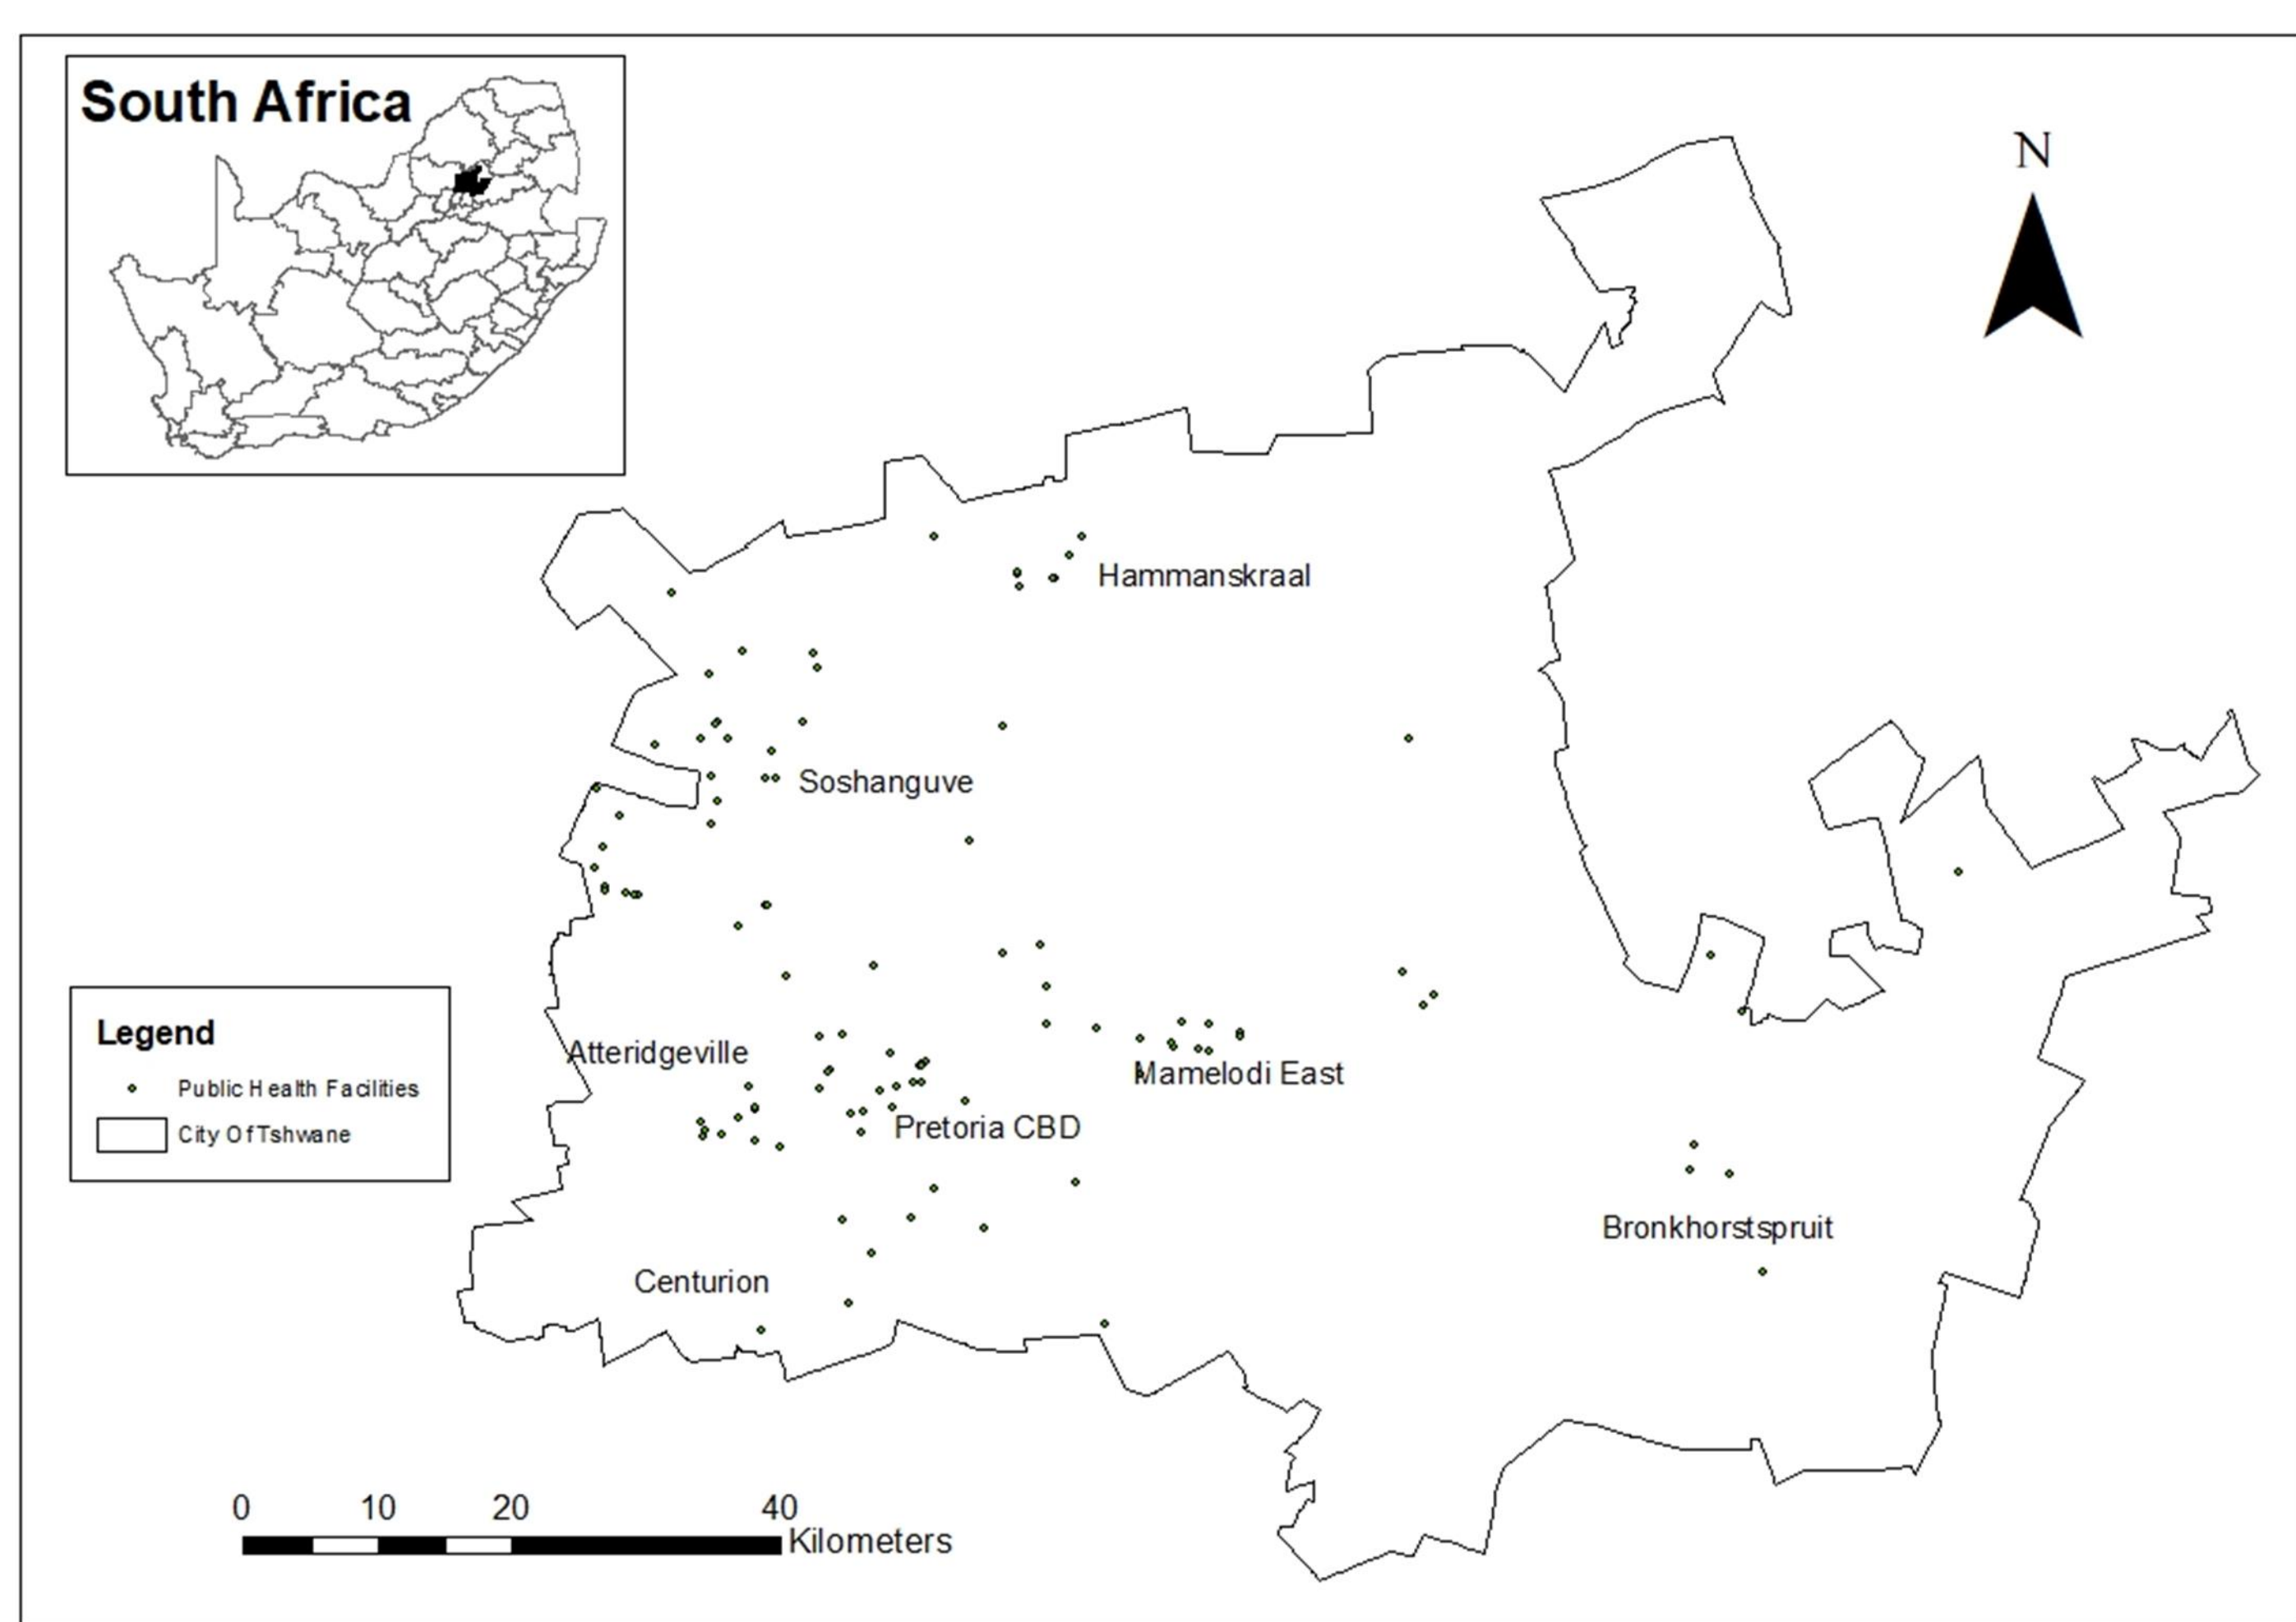 South Africa
N
Hammanskraal
Soshanguve
Legend
Public Health Facilities
City Of Tshwane
Atteridgeville
Mamelodi East
Pretoria CBD
Bronkhorstspruit
Centurion
0 10 20 40
Kilometers